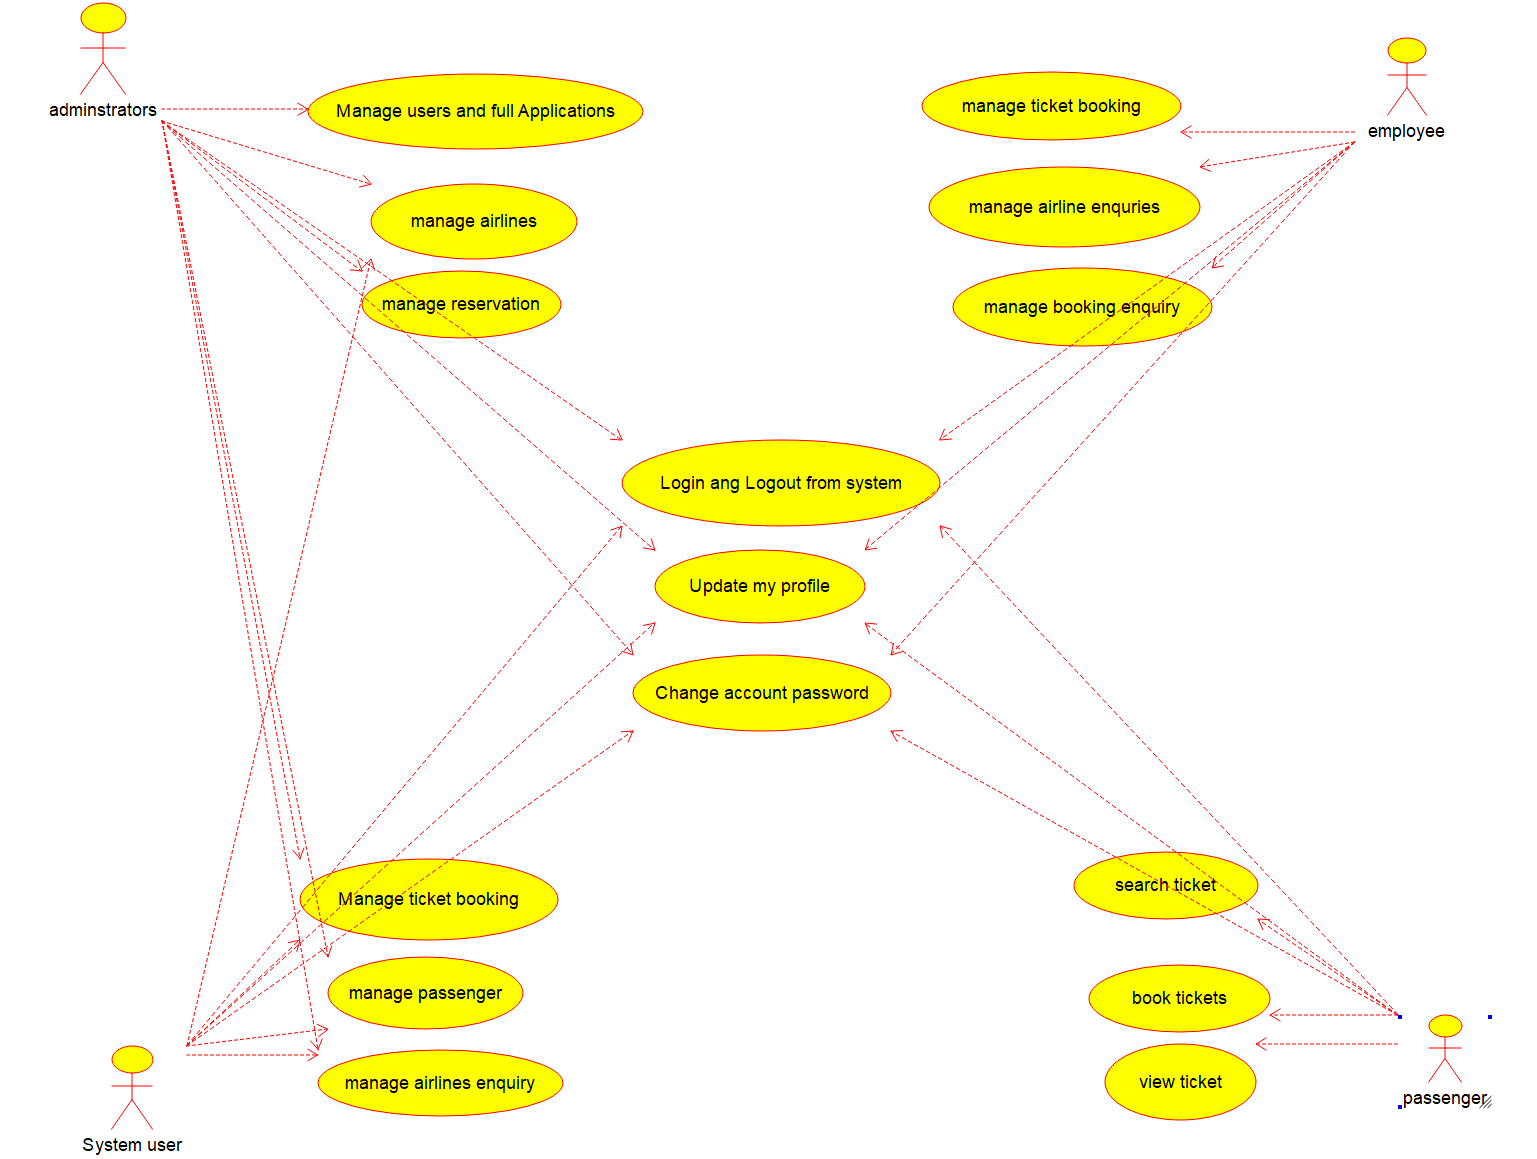 adminstrators
Manage users and full Applications
manage ticket booking
employee
manage airlines
manage airline enquries
manage reservation
manage booking enquiry
Login ang Logout from system
Update my profile
Change account password
Manage ticket booking
search ticket
manage passenger
book tickets
manage airlines enquiry
view ticket
passenger
System user